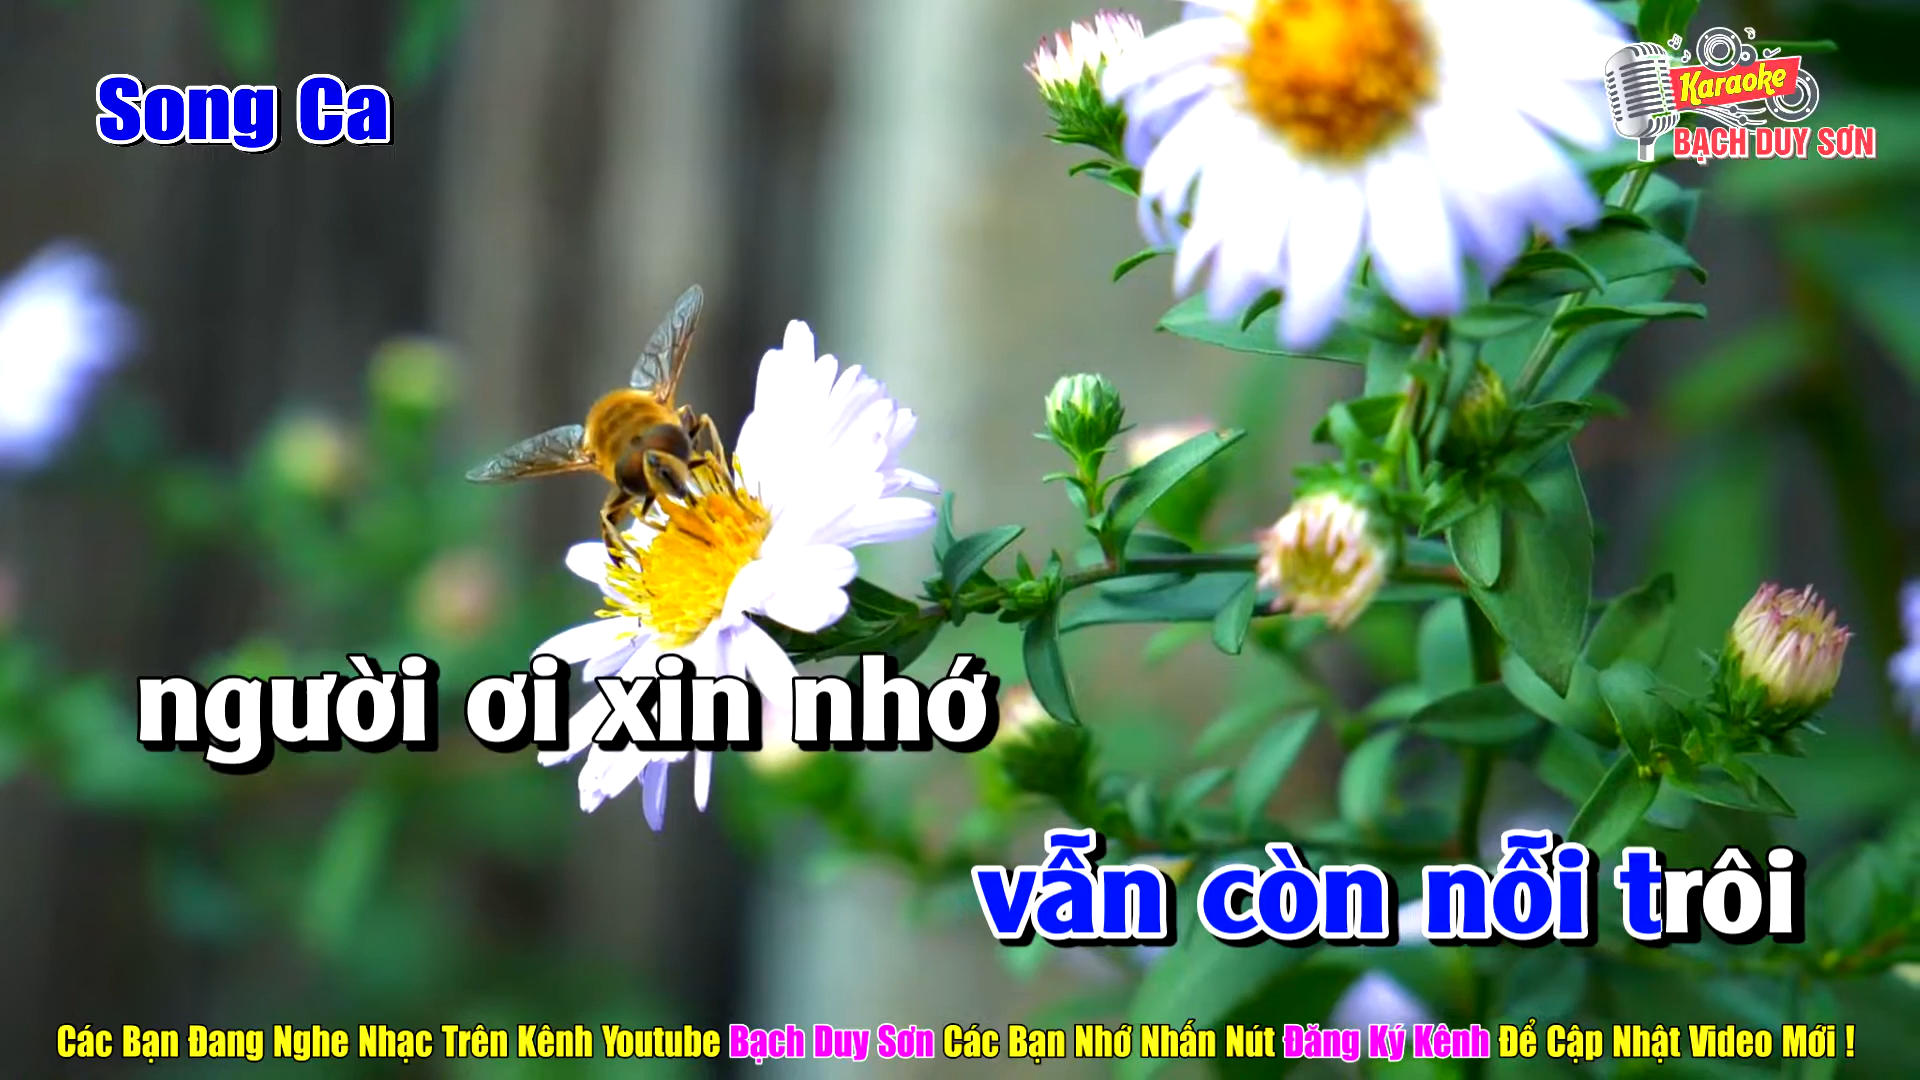 Song Ca
Karaoke
BẠCH DUY SƠN
người ơi xin nhớ
vẫn còn nỗi trôi
Các Bạn Đang Nghe Nhạc Trên Kênh Youtube Bạch Duy Sơn Các Bạn Nhớ Nhấn Nút Đăng Ký Kênh Để Cập Nhật Video Mới !